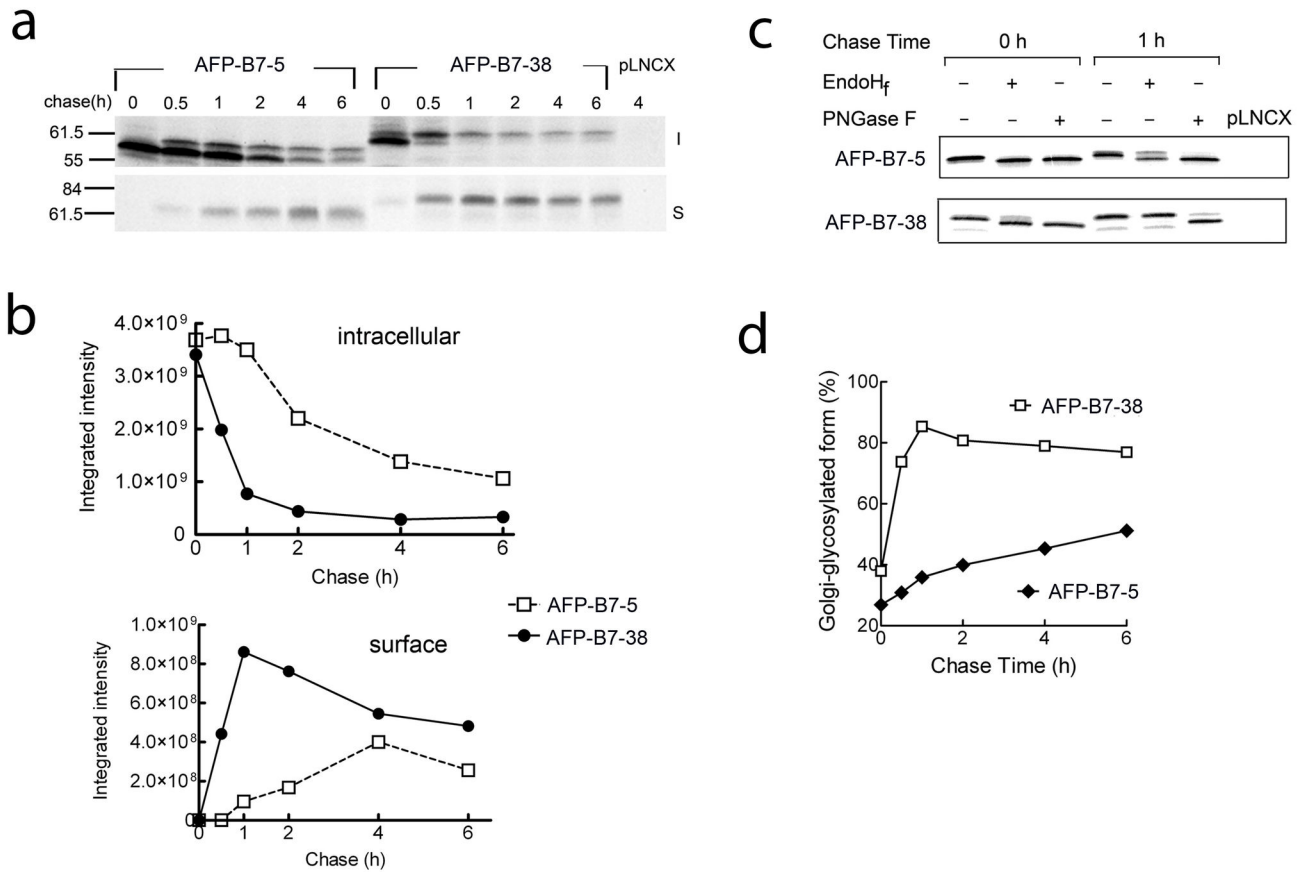 a
AFP-B7-5 AFP-B7-38 pLNCX
chase(h) 0 0.5 1 2 4 6 0 0.5 1 2 4 6 4
61.5
55
I
84
61.5
S
b
intracellular
Integrated intensity
4.0×10⁹
3.0×10⁹
2.0×10⁹
1.0×10⁹
0
0 1 2 4 6
Chase (h)
AFP-B7-5
AFP-B7-38
surface
Integrated intensity
1.0×10⁹
8.0×10⁸
6.0×10⁸
4.0×10⁸
2.0×10⁸
0
0 1 2 4 6
Chase (h)
c
Chase Time 0 h 1 h
EndoHf – + – – + –
PNGase F – – + – – + pLNCX
AFP-B7-5
AFP-B7-38
d
Golgi-glycosylated form (%)
100
80
60
40
20
0 2 4 6
Chase Time (h)
AFP-B7-38
AFP-B7-5